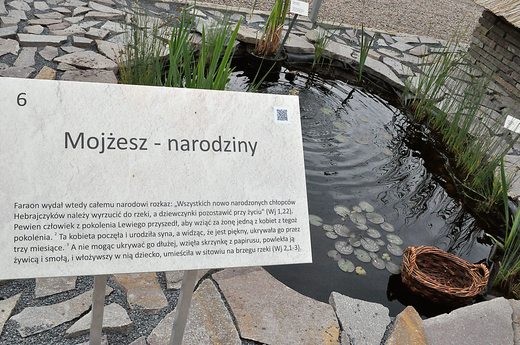 6
Mojżesz - narodziny
Faraon wydał wtedy całemu narodowi rozkaz: „Wszystkich nowo narodzonych chłopców
Hebrajczyków należy wyrzucić do rzeki, a dziewczynki pozostawić przy życiu" (Wj 1,22).
Pewien człowiek z pokolenia Lewiego przyszedł, aby wziąć za żonę jedną z kobiet z tegoż
pokolenia. ² Ta kobieta poczęła i urodziła syna, a widząc, że jest piękny, ukrywała go przez
trzy miesiące. ³ A nie mogąc ukrywać go dłużej, wzięła skrzynkę z papirusu, powlekła ją
żywicą i smołą, i włożywszy w nią dziecko, umieściła w sitowiu na brzegu rzeki (Wj 2,1-3).